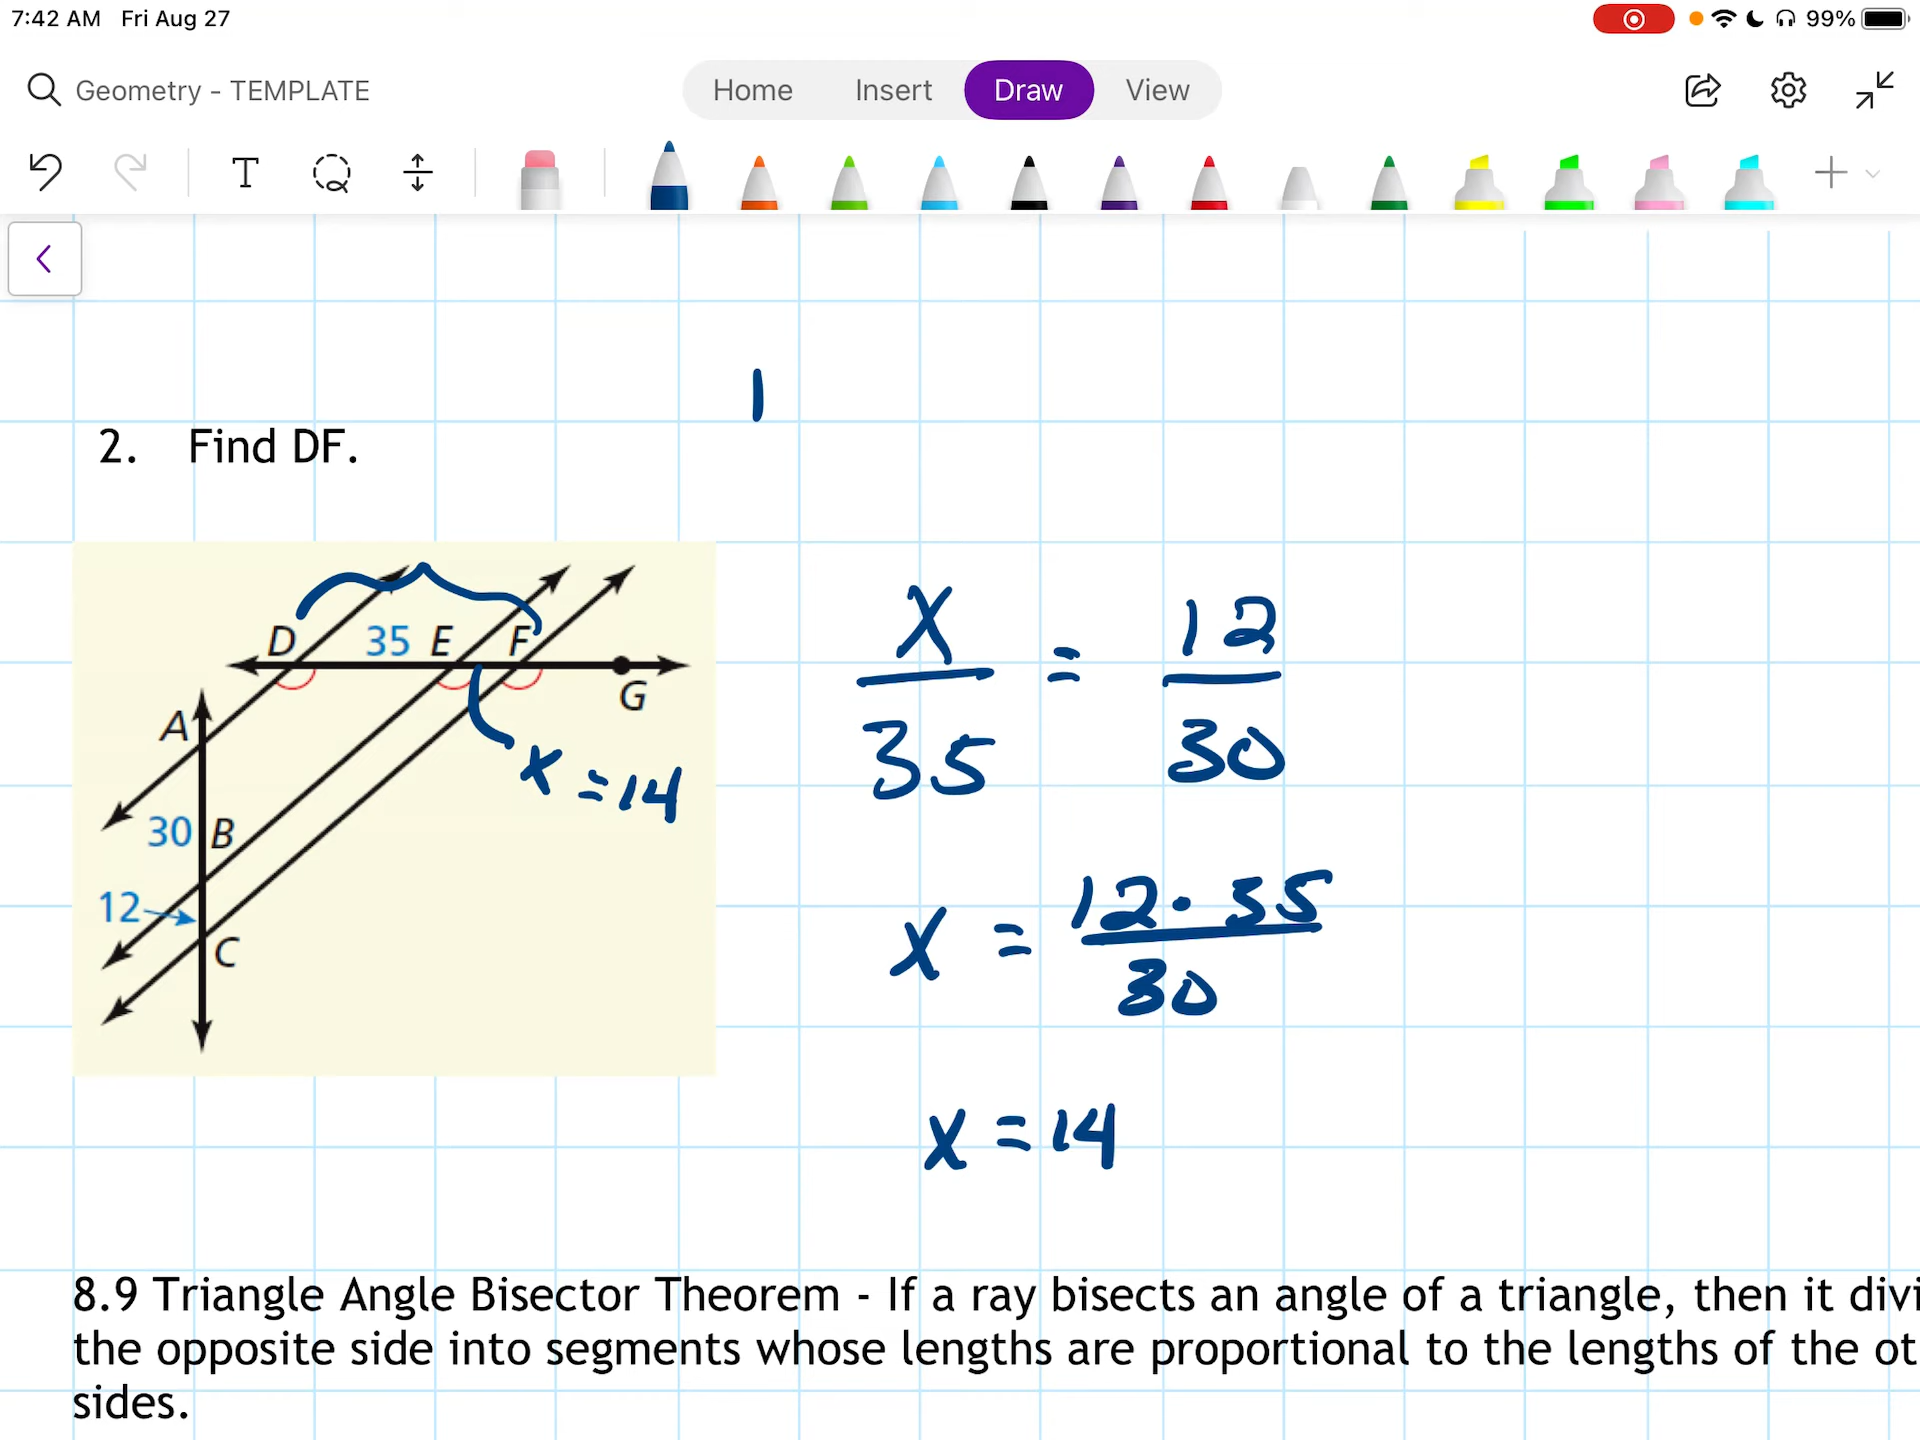 7:42 AM Fri Aug 27 99%
Geometry - TEMPLATE Home Insert Draw View
T
1
2. Find DF.
D 35 E F
G
A
x = 14
30 B
12
C
x/35 = 12/30
x = 12 · 35/30
x = 14
8.9 Triangle Angle Bisector Theorem - If a ray bisects an angle of a triangle, then it divi
the opposite side into segments whose lengths are proportional to the lengths of the ot
sides.